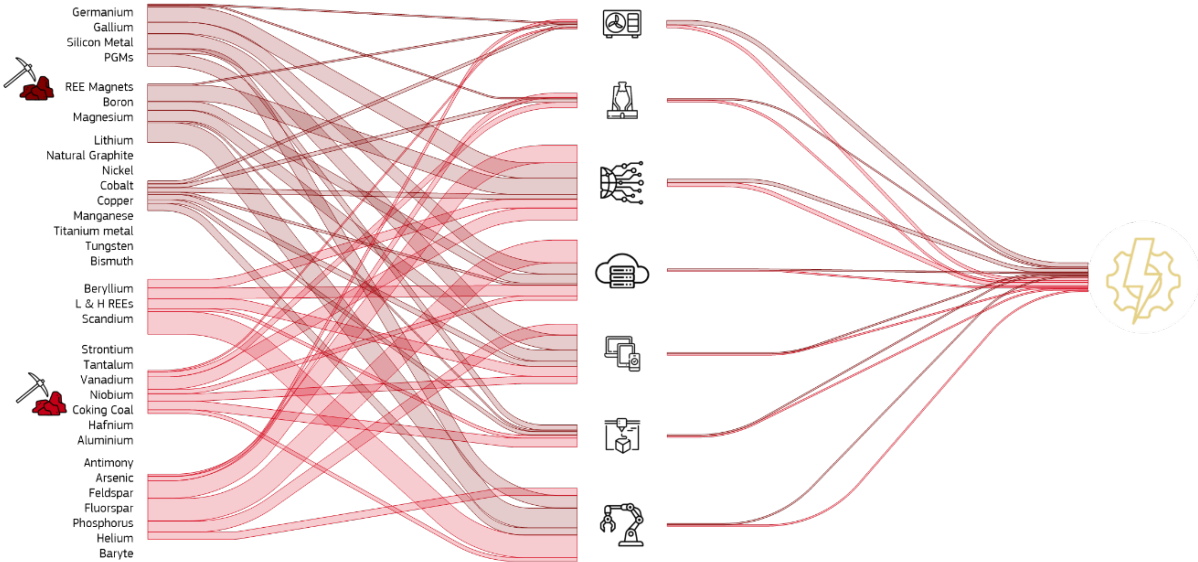 Germanium
Gallium
Silicon Metal
PGMs
REE Magnets
Boron
Magnesium
Lithium
Natural Graphite
Nickel
Cobalt
Copper
Manganese
Titanium metal
Tungsten
Bismuth
Beryllium
L & H REEs
Scandium
Strontium
Tantalum
Vanadium
Niobium
Coking Coal
Hafnium
Aluminium
Antimony
Arsenic
Feldspar
Fluorspar
Phosphorus
Helium
Baryte